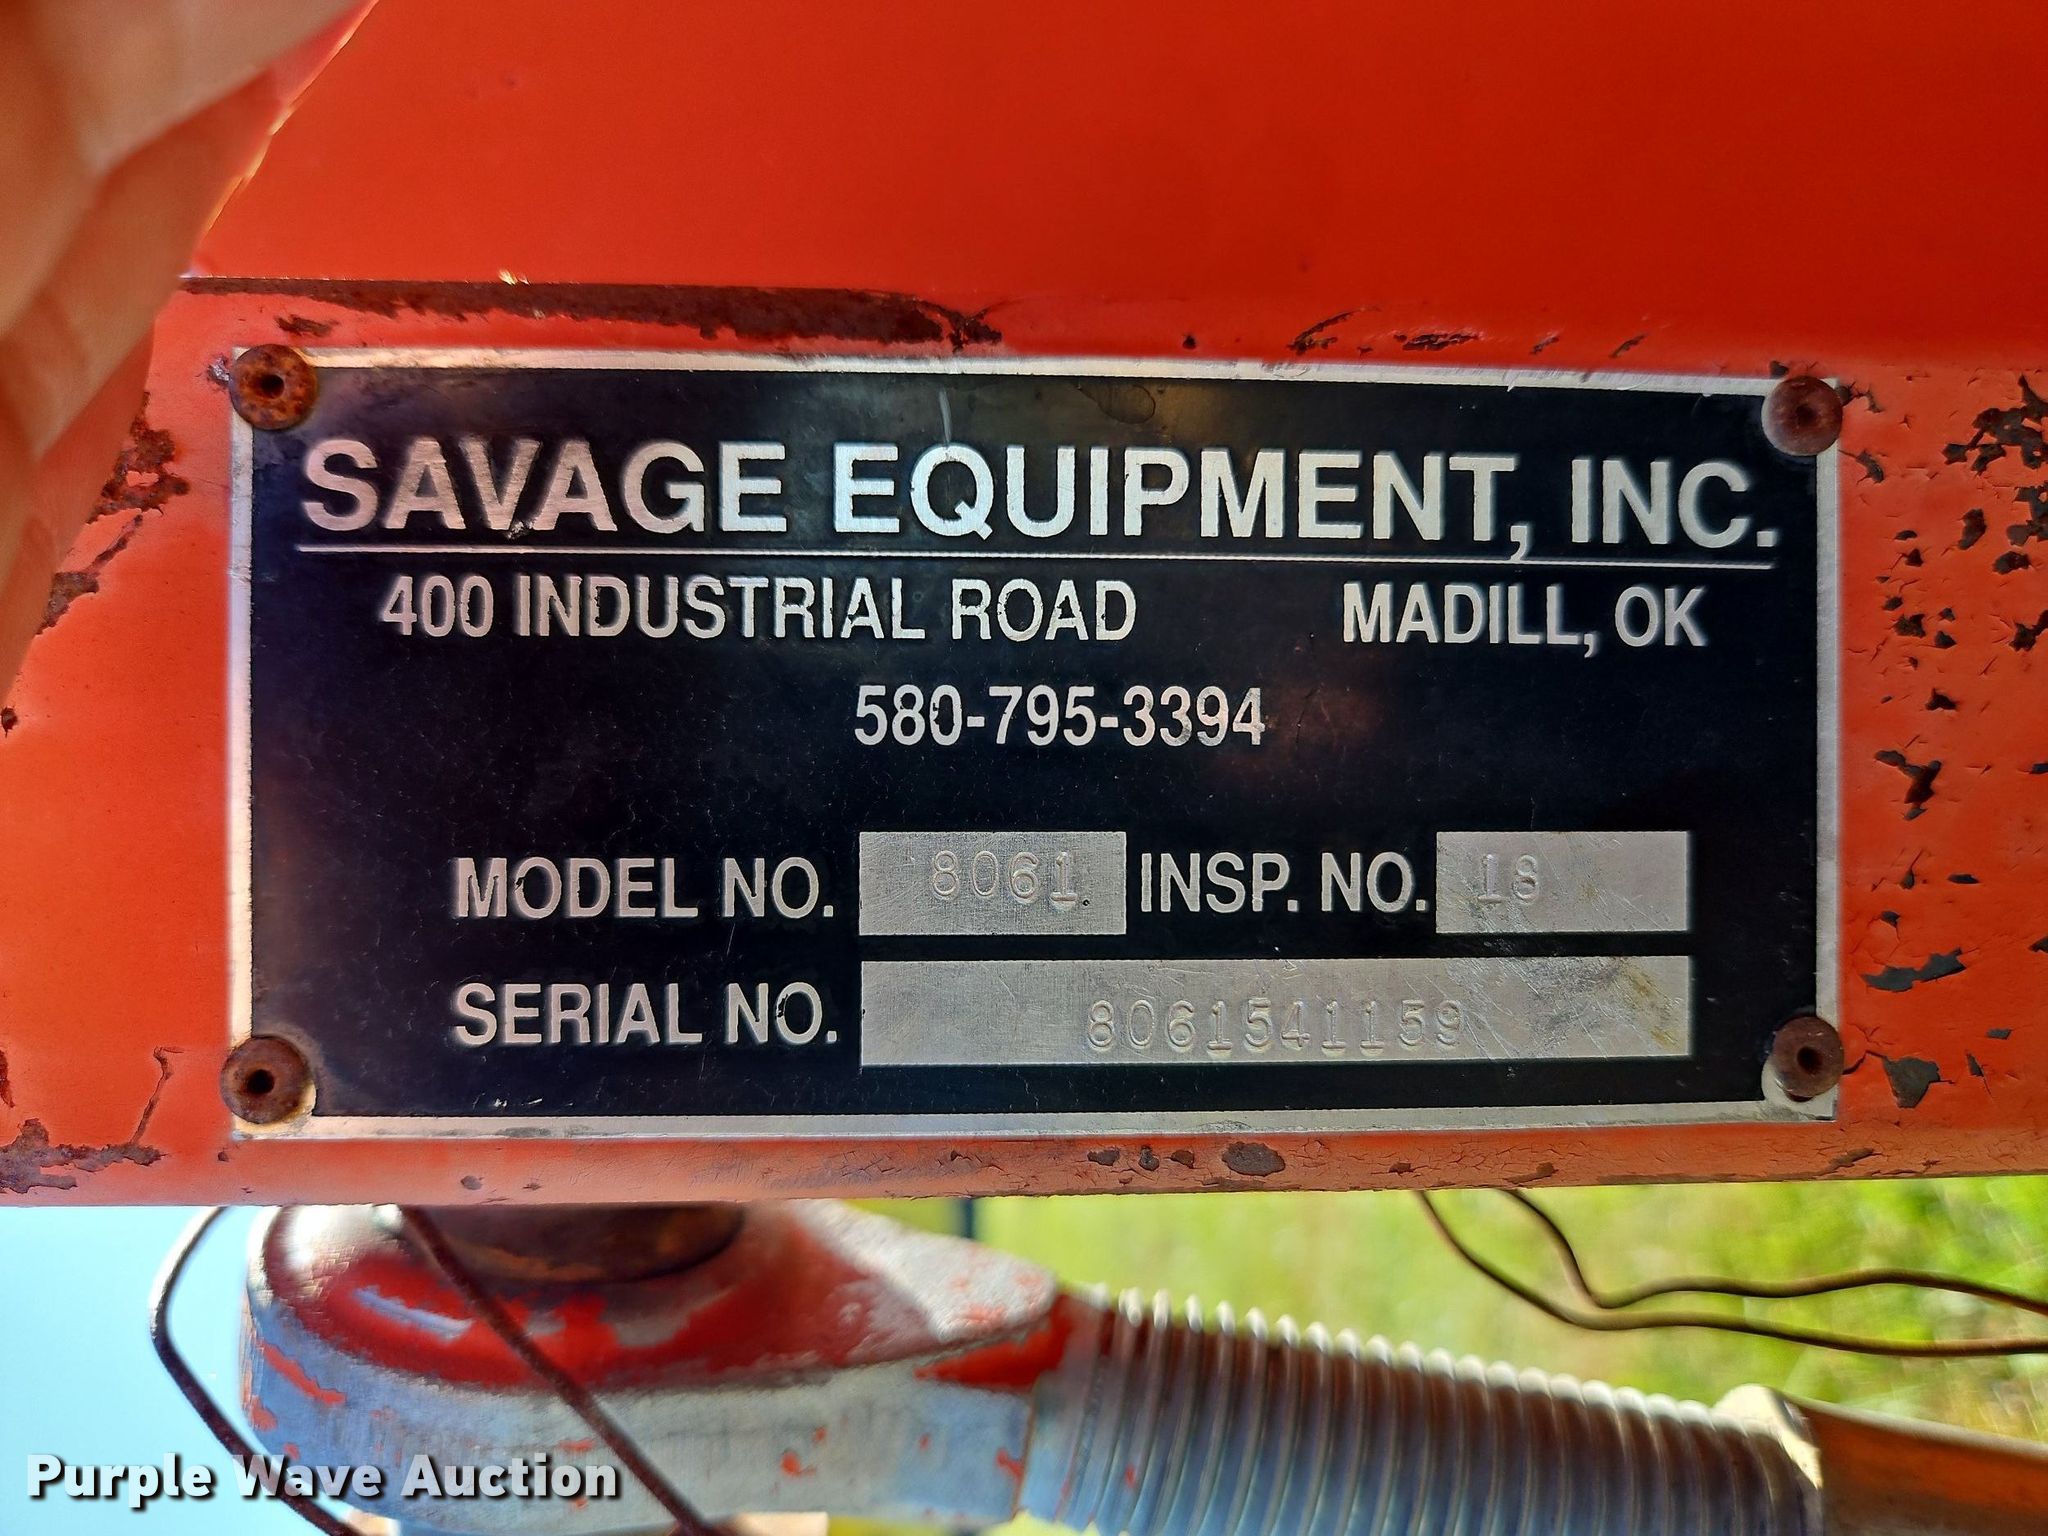 SAVAGE EQUIPMENT, INC.
400 INDUSTRIAL ROAD MADILL, OK
580-795-3394
MODEL NO. 8061 INSP. NO. 18
SERIAL NO. 8061541159
Purple Wave Auction